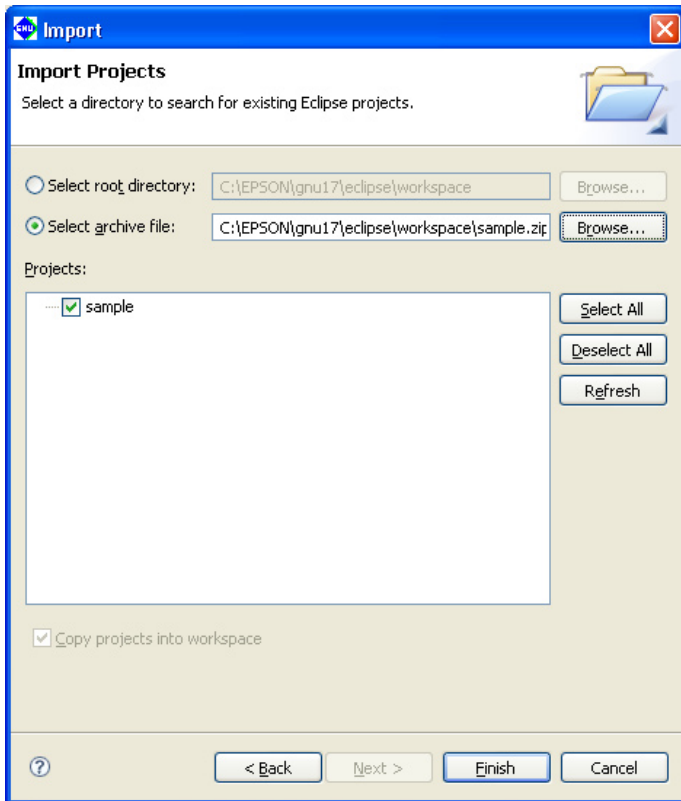 GNU Import
Import Projects
Select a directory to search for existing Eclipse projects.
Select root directory: C:\EPSON\gnu17\eclipse\workspace Browse...
Select archive file: C:\EPSON\gnu17\eclipse\workspace\sample.zip Browse...
Projects:
sample
Select All
Deselect All
Refresh
Copy projects into workspace
? < Back Next > Finish Cancel